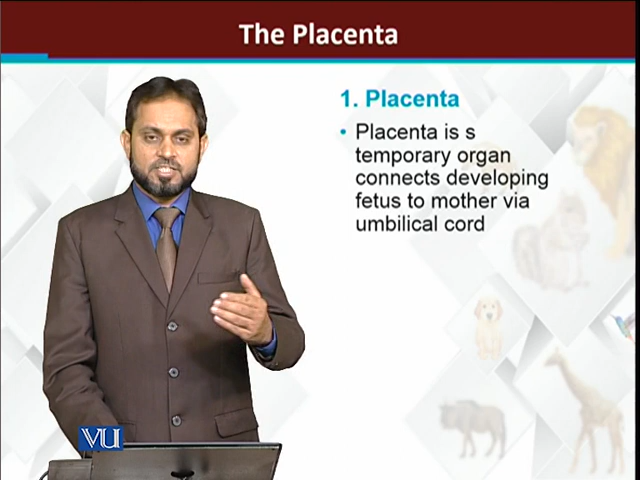 The Placenta
1. Placenta
• Placenta is s
temporary organ
connects developing
fetus to mother via
umbilical cord
VU